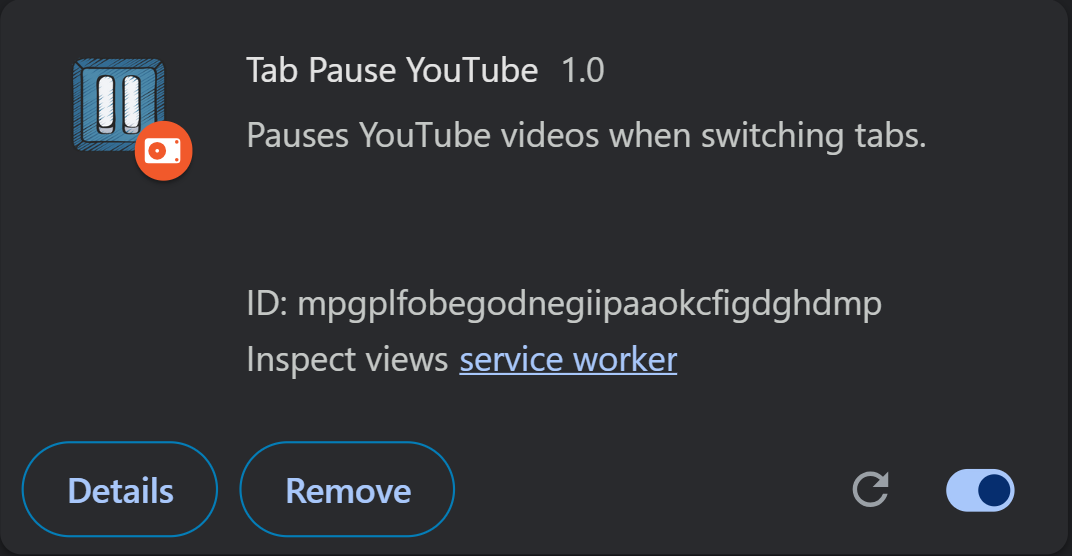 Tab Pause YouTube 1.0
Pauses YouTube videos when switching tabs.
ID: mpgplfobegodnegiipaaokcfigdghdmp
Inspect views service worker
Details Remove